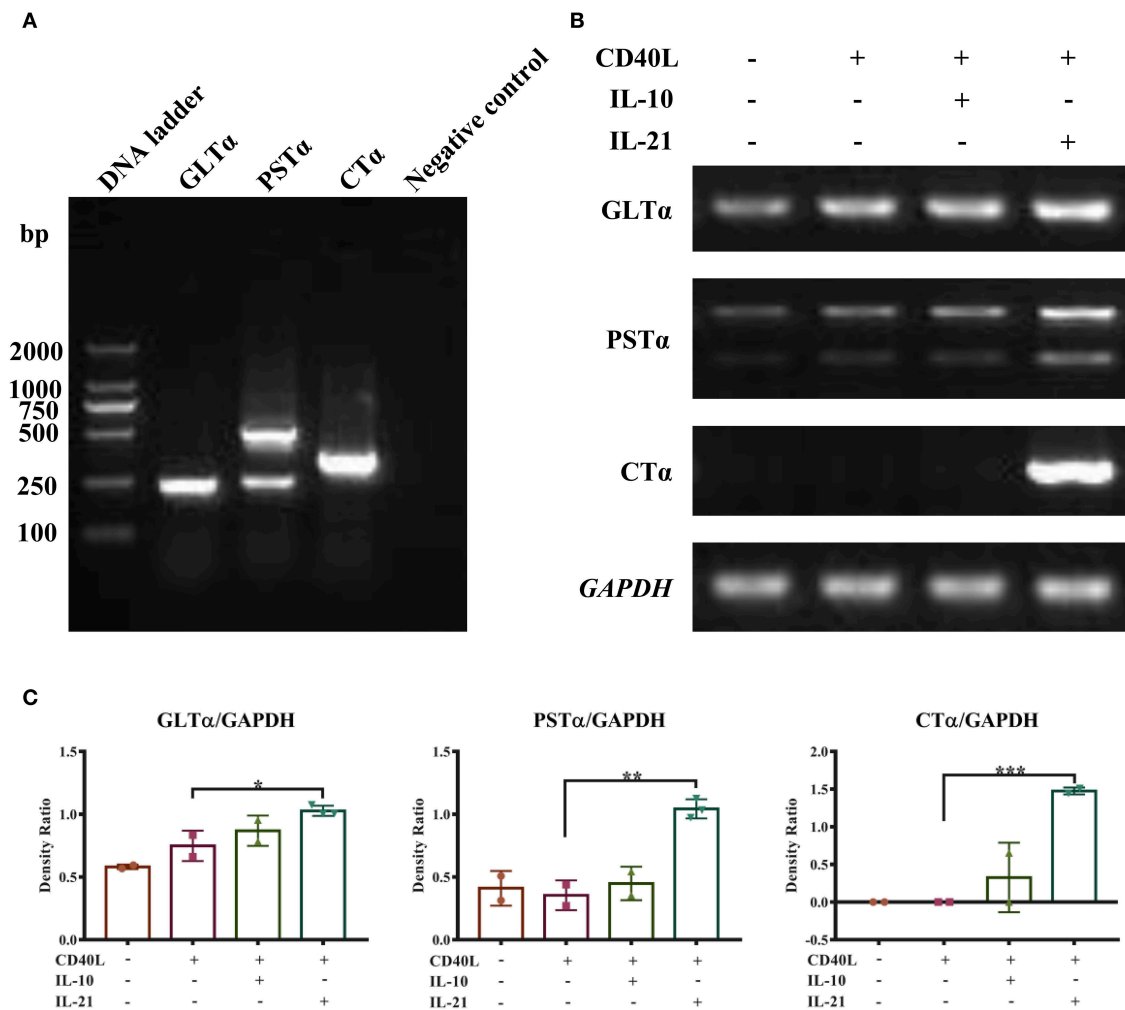 A
DNA ladder
GLTα
PSTα
CTα
Negative control
bp
2000
1000
750
500
250
100
B
CD40L - + + +
IL-10 - - + -
IL-21 - - - +
GLTα
PSTα
CTα
GAPDH
C
GLTα/GAPDH
Density Ratio
1.5
1.0
0.5
0.0
*
CD40L - + + +
IL-10 - - + -
IL-21 - - - +
PSTα/GAPDH
Density Ratio
1.5
1.0
0.5
0.0
**
CD40L - + + +
IL-10 - - + -
IL-21 - - - +
CTα/GAPDH
Density Ratio
2.0
1.5
1.0
0.5
0.0
-0.5
***
CD40L - + + +
IL-10 - - + -
IL-21 - - - +